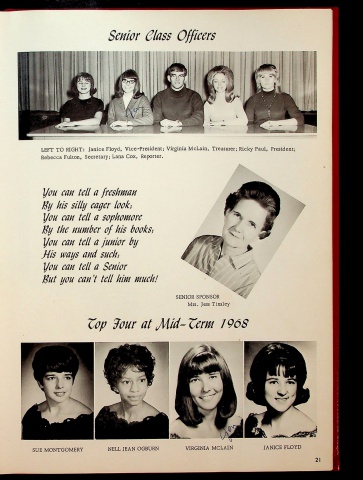 Senior Class Officers
LEFT TO RIGHT: Janice Floyd, Vice-President; Virginia McLain, Treasurer; Ricky Paul, President;
Rebecca Fulton, Secretary; Lana Cox, Reporter.
You can tell a freshman
By his silly eager look;
You can tell a sophomore
By the number of his books;
You can tell a junior by
His ways and such;
You can tell a Senior
But you can't tell him much!
SENIOR SPONSOR
Mrs. Jess Tinsley
Top Four at Mid-Term 1968
SUE MONTGOMERY
NELL JEAN OGBURN
VIRGINIA MCLAIN
JANICE FLOYD
21